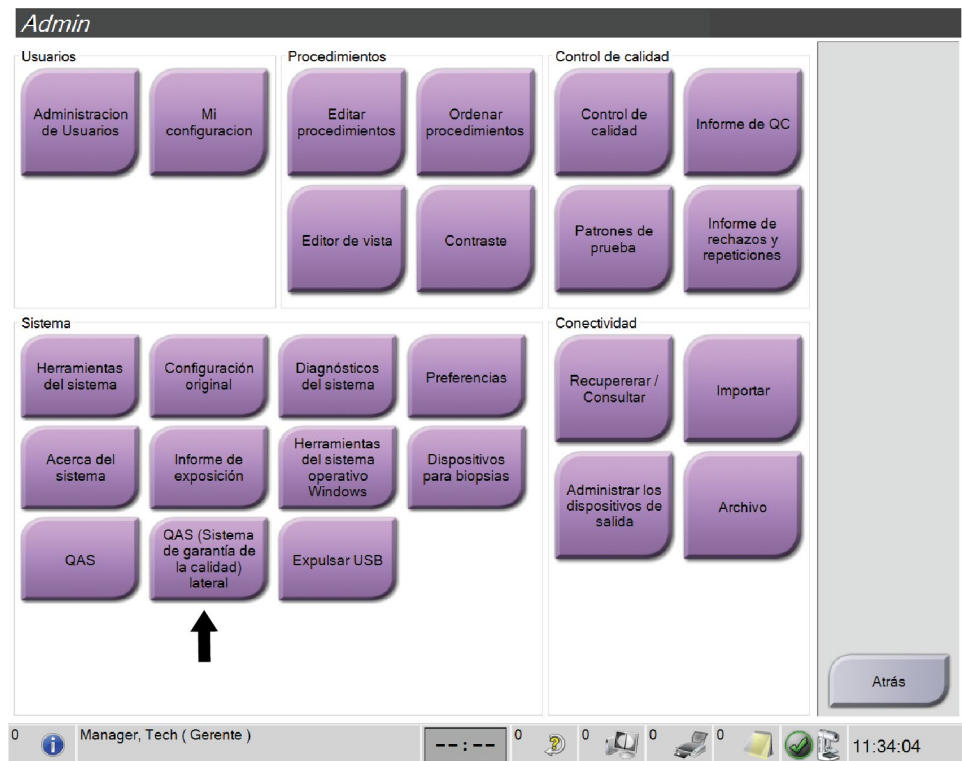 Admin
Usuarios
Administracion
de Usuarios
Mi
configuracion
Procedimientos
Editar
procedimientos
Ordenar
procedimientos
Editor de vista
Contraste
Control de calidad
Control de
calidad
Informe de QC
Patrones de
prueba
Informe de
rechazos y
repeticiones
Sistema
Herramientas
del sistema
Configuración
original
Diagnósticos
del sistema
Preferencias
Acerca del
sistema
Informe de
exposición
Herramientas
del sistema
operativo
Windows
Dispositivos
para biopsias
QAS
QAS (Sistema
de garantía de
la calidad)
lateral
Expulsar USB
Conectividad
Recupererar /
Consultar
Importar
Administrar los
dispositivos de
salida
Archivo
Atrás
0
Manager, Tech ( Gerente )
--:--
0
0
0
0
11:34:04